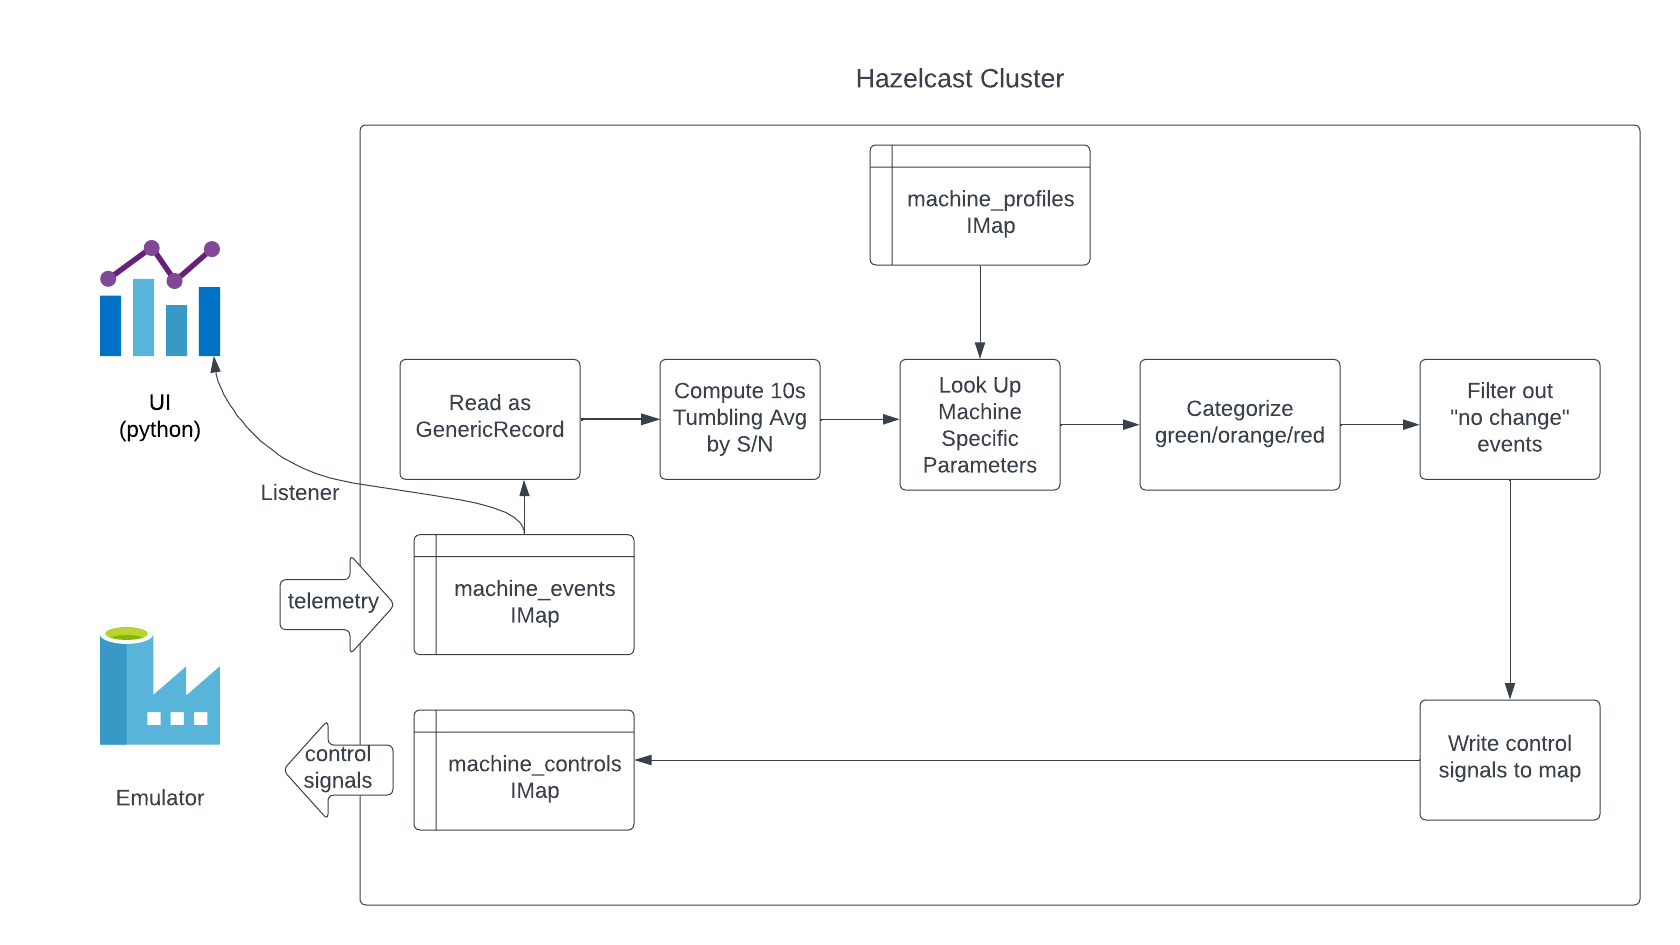 Hazelcast Cluster
machine_profiles
IMap
UI
(python)
Listener
Read as
GenericRecord
Compute 10s
Tumbling Avg
by S/N
Look Up
Machine
Specific
Parameters
Categorize
green/orange/red
Filter out
"no change"
events
telemetry
machine_events
IMap
Emulator
control
signals
machine_controls
IMap
Write control
signals to map